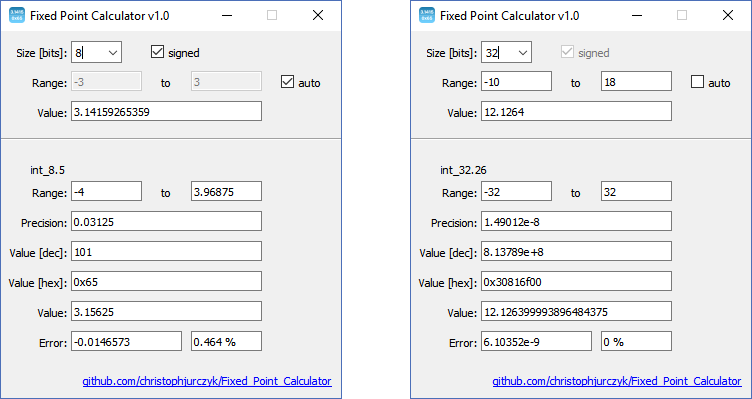 Fixed Point Calculator v1.0
Size [bits]: 8 signed
Range: -3 to 3 auto
Value: 3.14159265359
int_8.5
Range: -4 to 3.96875
Precision: 0.03125
Value [dec]: 101
Value [hex]: 0x65
Value: 3.15625
Error: -0.0146573 0.464 %
github.com/christophjurczyk/Fixed_Point_Calculator
Fixed Point Calculator v1.0
Size [bits]: 32 signed
Range: -10 to 18 auto
Value: 12.1264
int_32.26
Range: -32 to 32
Precision: 1.49012e-8
Value [dec]: 8.13789e+8
Value [hex]: 0x30816f00
Value: 12.126399993896484375
Error: 6.10352e-9 0 %
github.com/christophjurczyk/Fixed_Point_Calculator